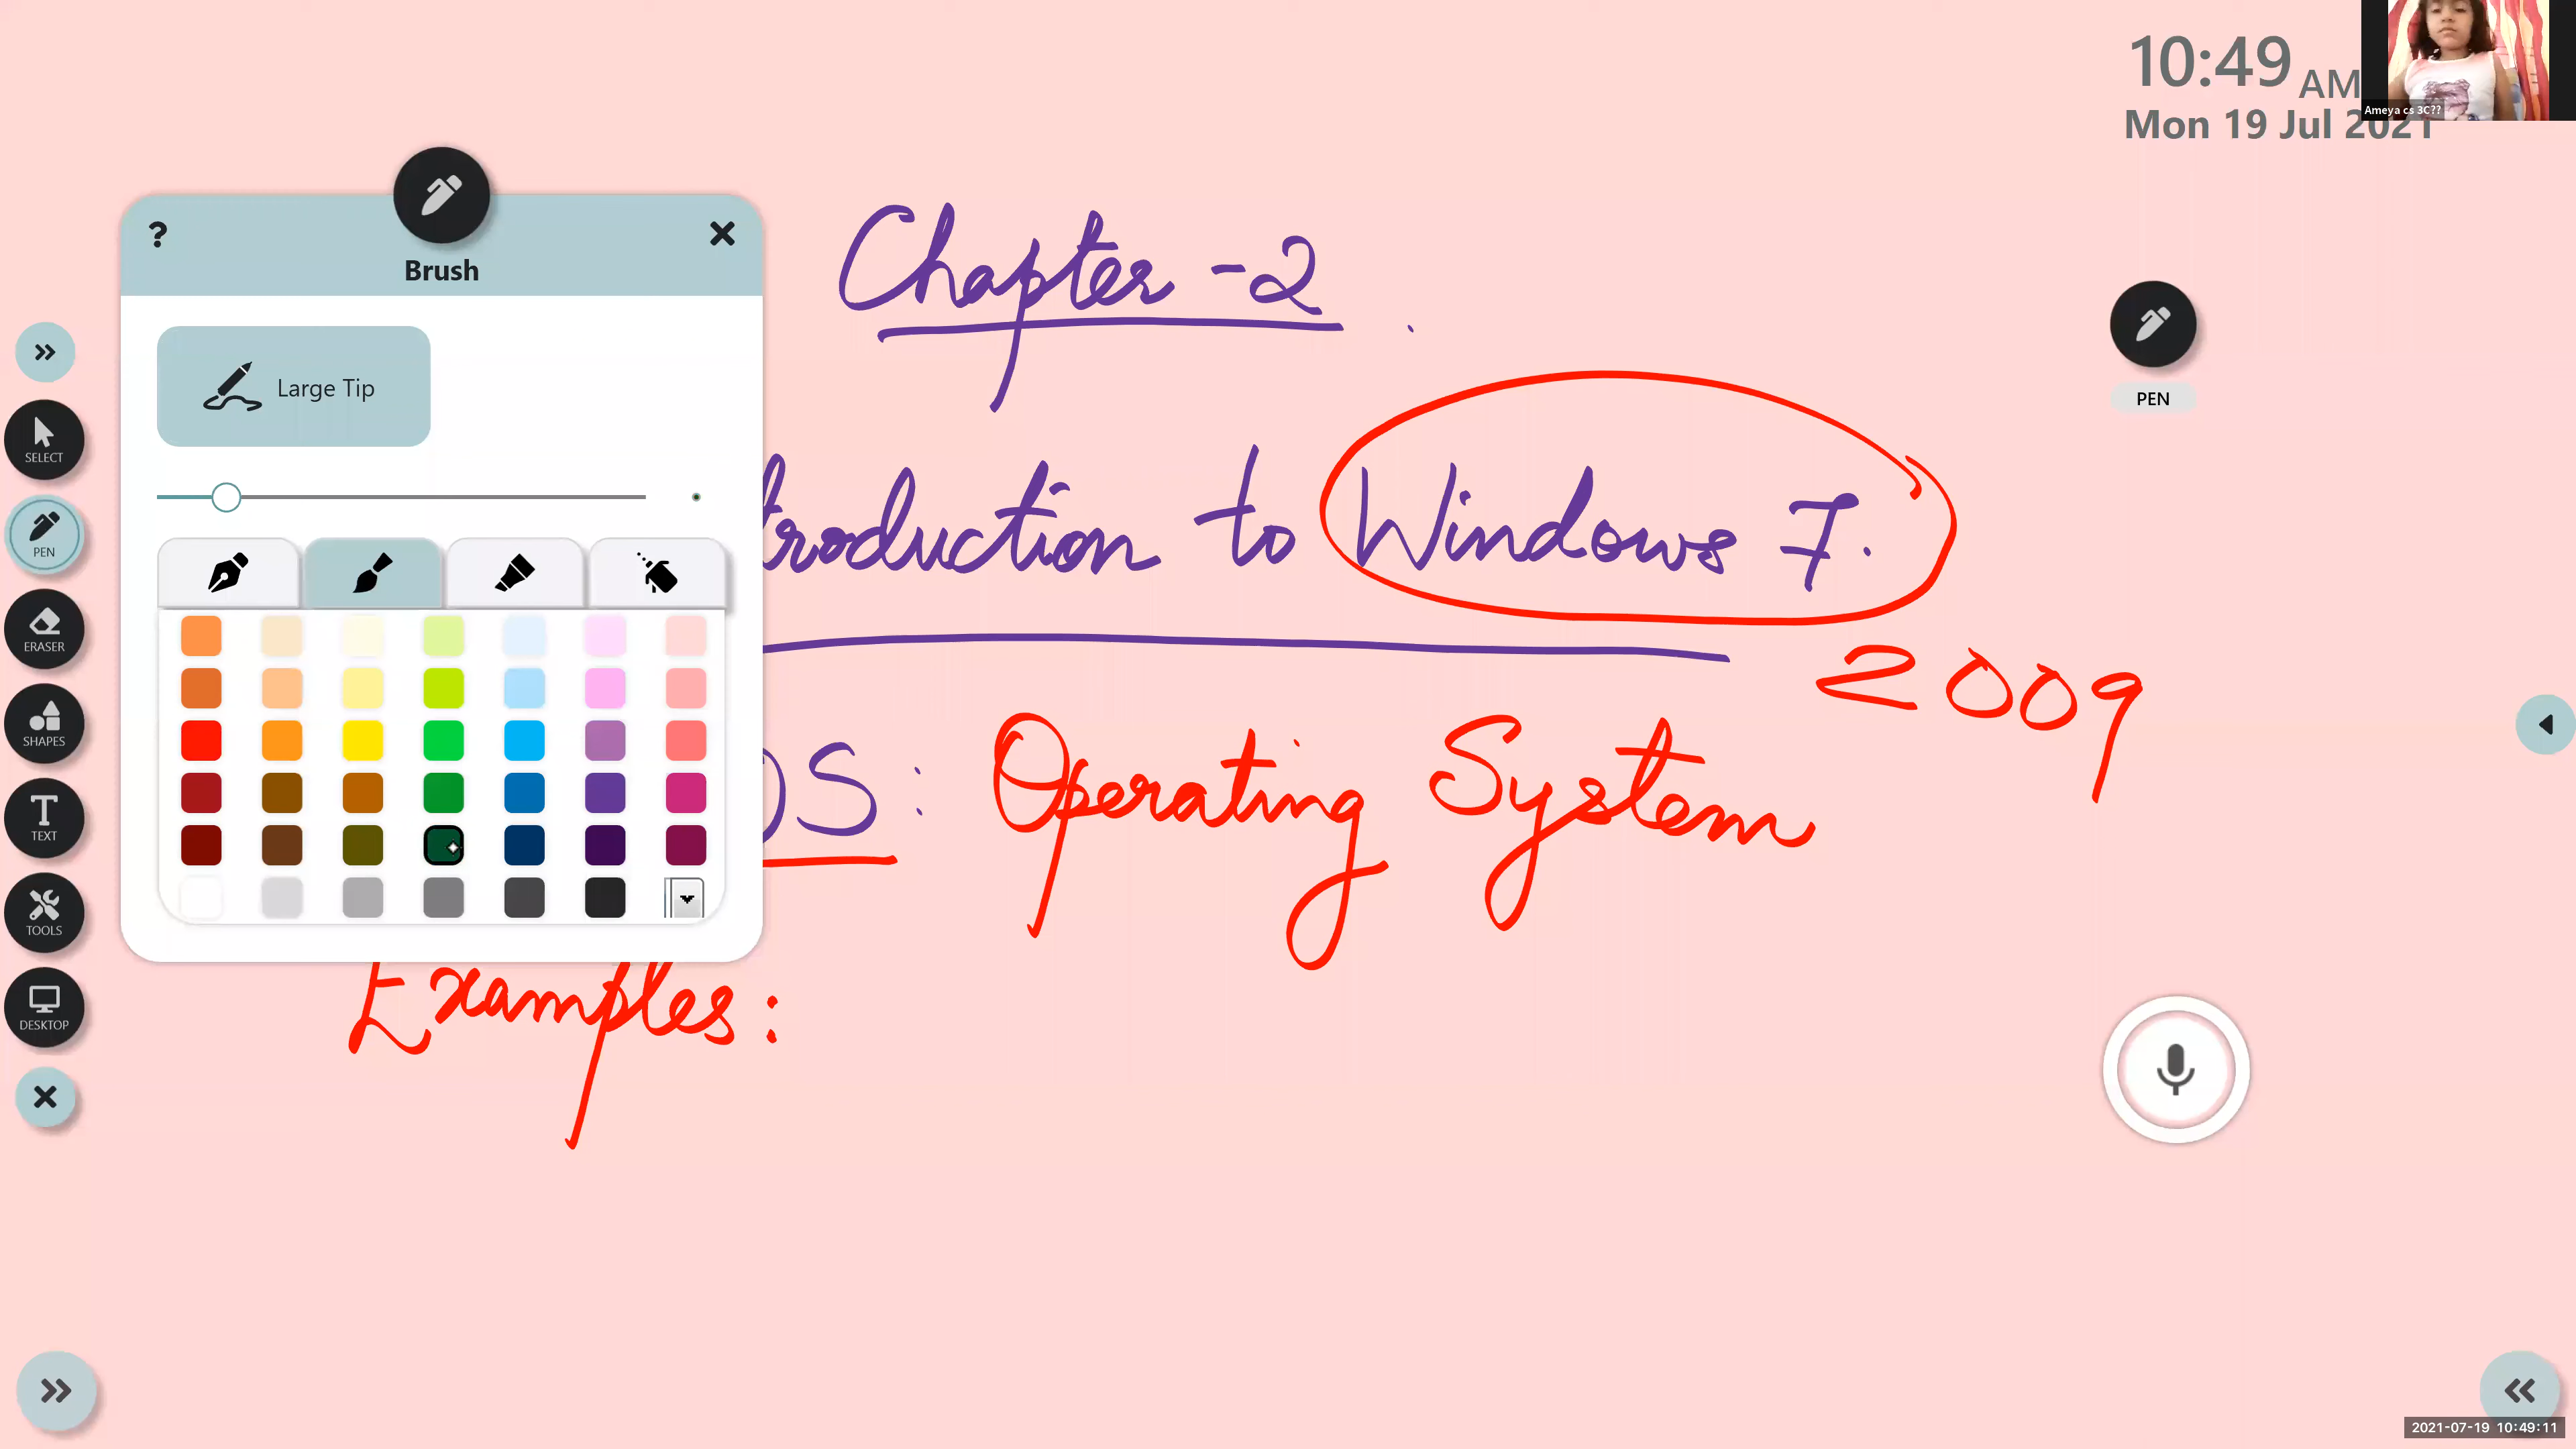 10:49 AM
Mon 19 Jul 2021
Ameya cs 3C??
?
Brush
Large Tip
SELECT
PEN
ERASER
SHAPES
T
TEXT
TOOLS
DESKTOP
Chapter -2
troduction to Windows 7.
2009
OS: Operating System
Examples:
PEN
2021-07-19 10:49:11